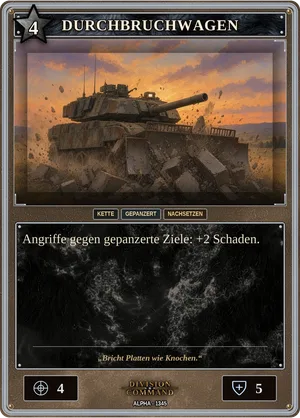 4
DURCHBRUCHWAGEN
KETTE GEPANZERT NACHSETZEN
Angriffe gegen gepanzerte Ziele: +2 Schaden.
„Bricht Platten wie Knochen.“
4
DIVISION
COMMAND
ALPHA - 1345
5